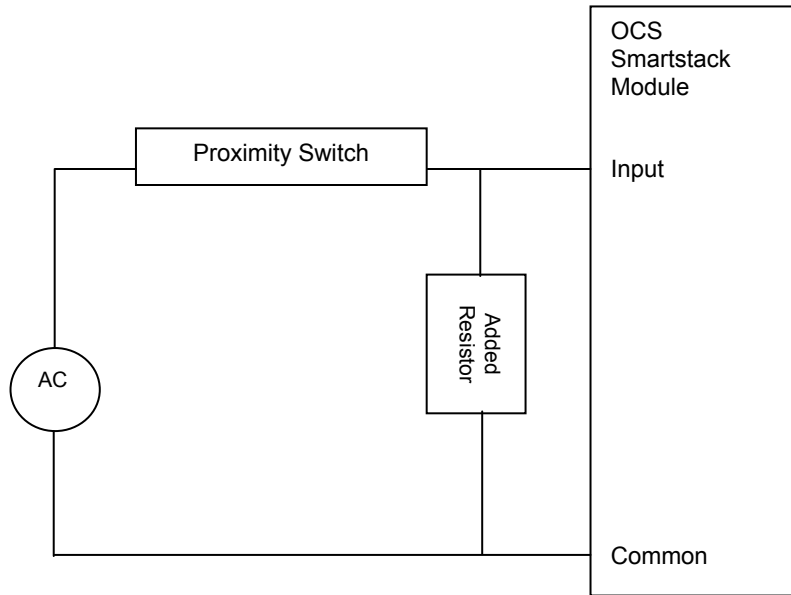 OCS
Smartstack
Module
Proximity Switch
Input
Added
Resistor
AC
Common